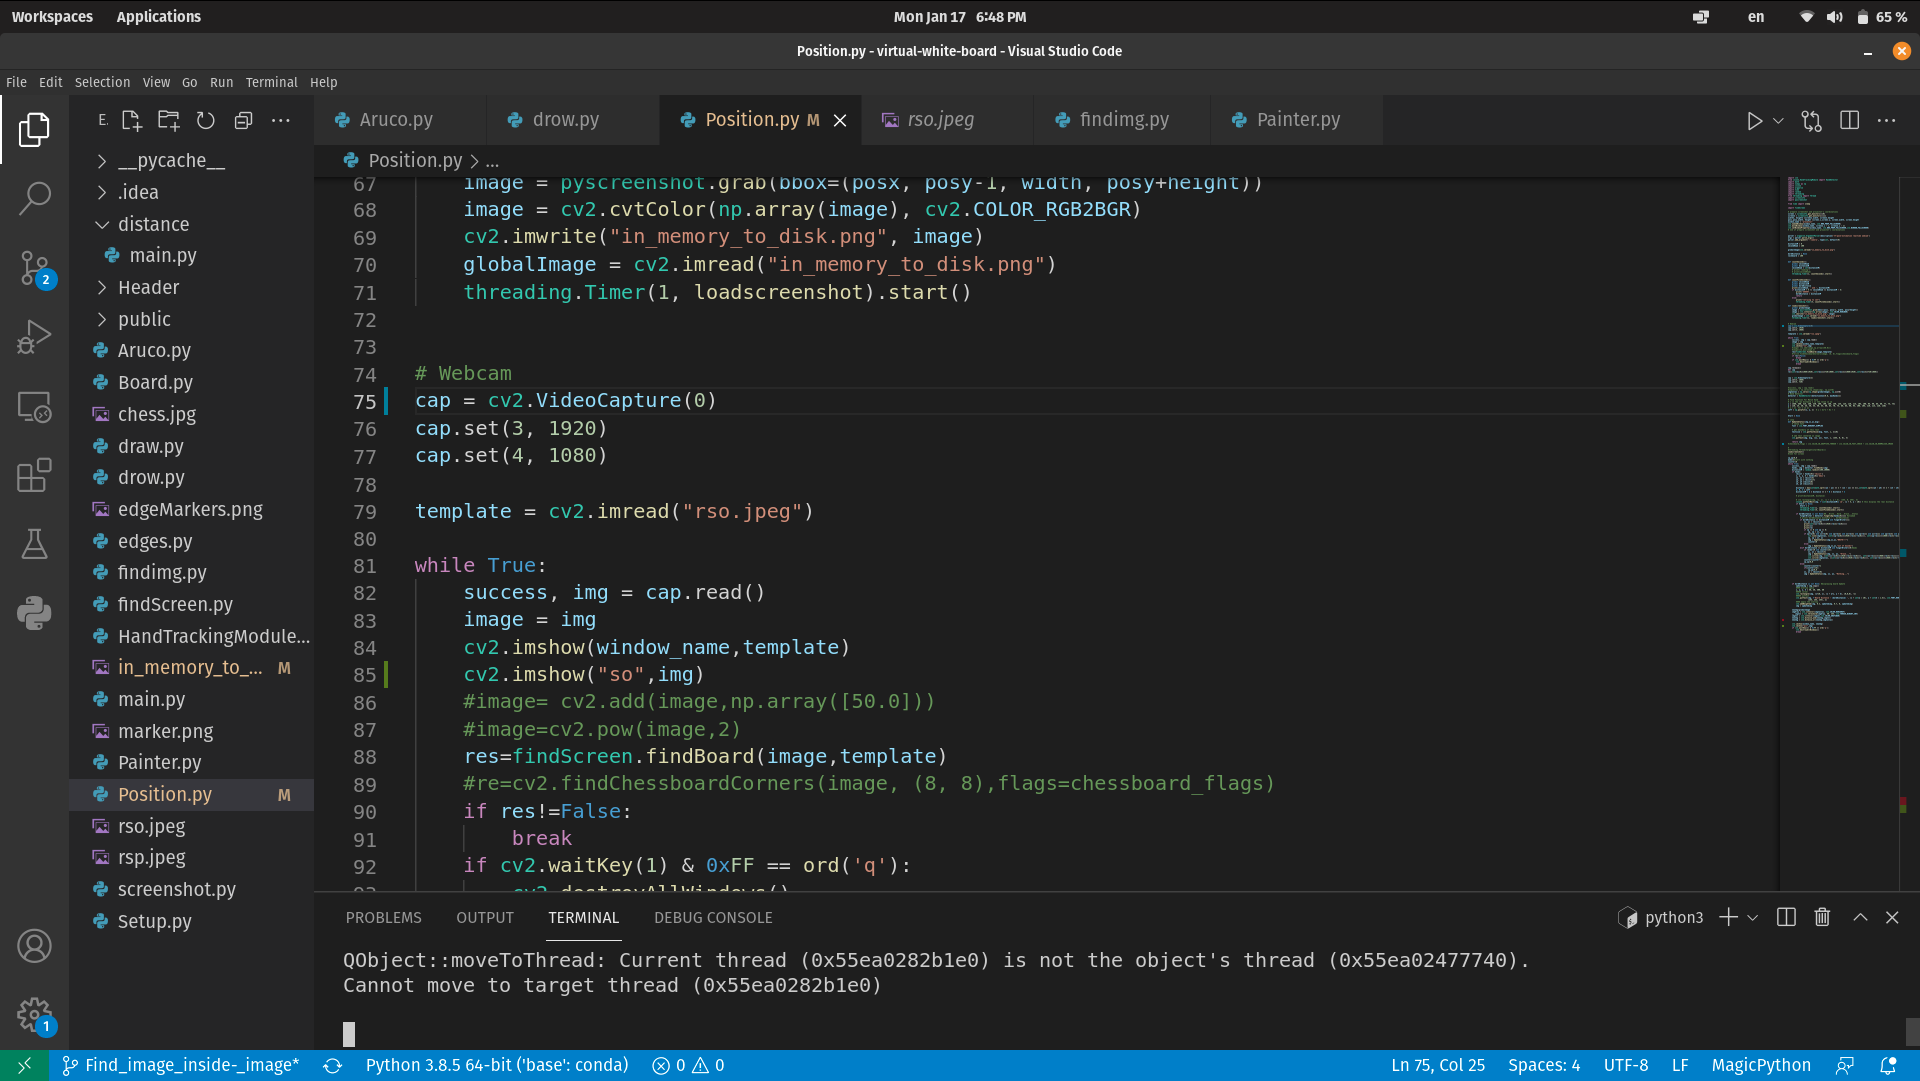 Workspaces Applications Mon Jan 17 6:48 PM en 65 %
Position.py - virtual-white-board - Visual Studio Code
File Edit Selection View Go Run Terminal Help
E. Aruco.py drow.py Position.py M rso.jpeg findimg.py Painter.py
Position.py > ...
__pycache__
.idea
distance
main.py
Header
public
Aruco.py
Board.py
chess.jpg
draw.py
drow.py
edgeMarkers.png
edges.py
findimg.py
findScreen.py
HandTrackingModule...
in_memory_to_... M
main.py
marker.png
Painter.py
Position.py M
rso.jpeg
rsp.jpeg
screenshot.py
Setup.py
2
1
67 image = pyscreenshot.grab(bbox=(posx, posy-1, width, posy+height))
68 image = cv2.cvtColor(np.array(image), cv2.COLOR_RGB2BGR)
69 cv2.imwrite("in_memory_to_disk.png", image)
70 globalImage = cv2.imread("in_memory_to_disk.png")
71 threading.Timer(1, loadscreenshot).start()
72
73
74 # Webcam
75 cap = cv2.VideoCapture(0)
76 cap.set(3, 1920)
77 cap.set(4, 1080)
78
79 template = cv2.imread("rso.jpeg")
80
81 while True:
82 success, img = cap.read()
83 image = img
84 cv2.imshow(window_name,template)
85 cv2.imshow("so",img)
86 #image= cv2.add(image,np.array([50.0]))
87 #image=cv2.pow(image,2)
88 res=findScreen.findBoard(image,template)
89 #re=cv2.findChessboardCorners(image, (8, 8),flags=chessboard_flags)
90 if res!=False:
91 break
92 if cv2.waitKey(1) & 0xFF == ord('q'):
93 cv2.destroyAllWindows()
PROBLEMS OUTPUT TERMINAL DEBUG CONSOLE python3
QObject::moveToThread: Current thread (0x55ea0282b1e0) is not the object's thread (0x55ea02477740).
Cannot move to target thread (0x55ea0282b1e0)
Find_image_inside-_image* Python 3.8.5 64-bit ('base': conda) 0 0 Ln 75, Col 25 Spaces: 4 UTF-8 LF MagicPython